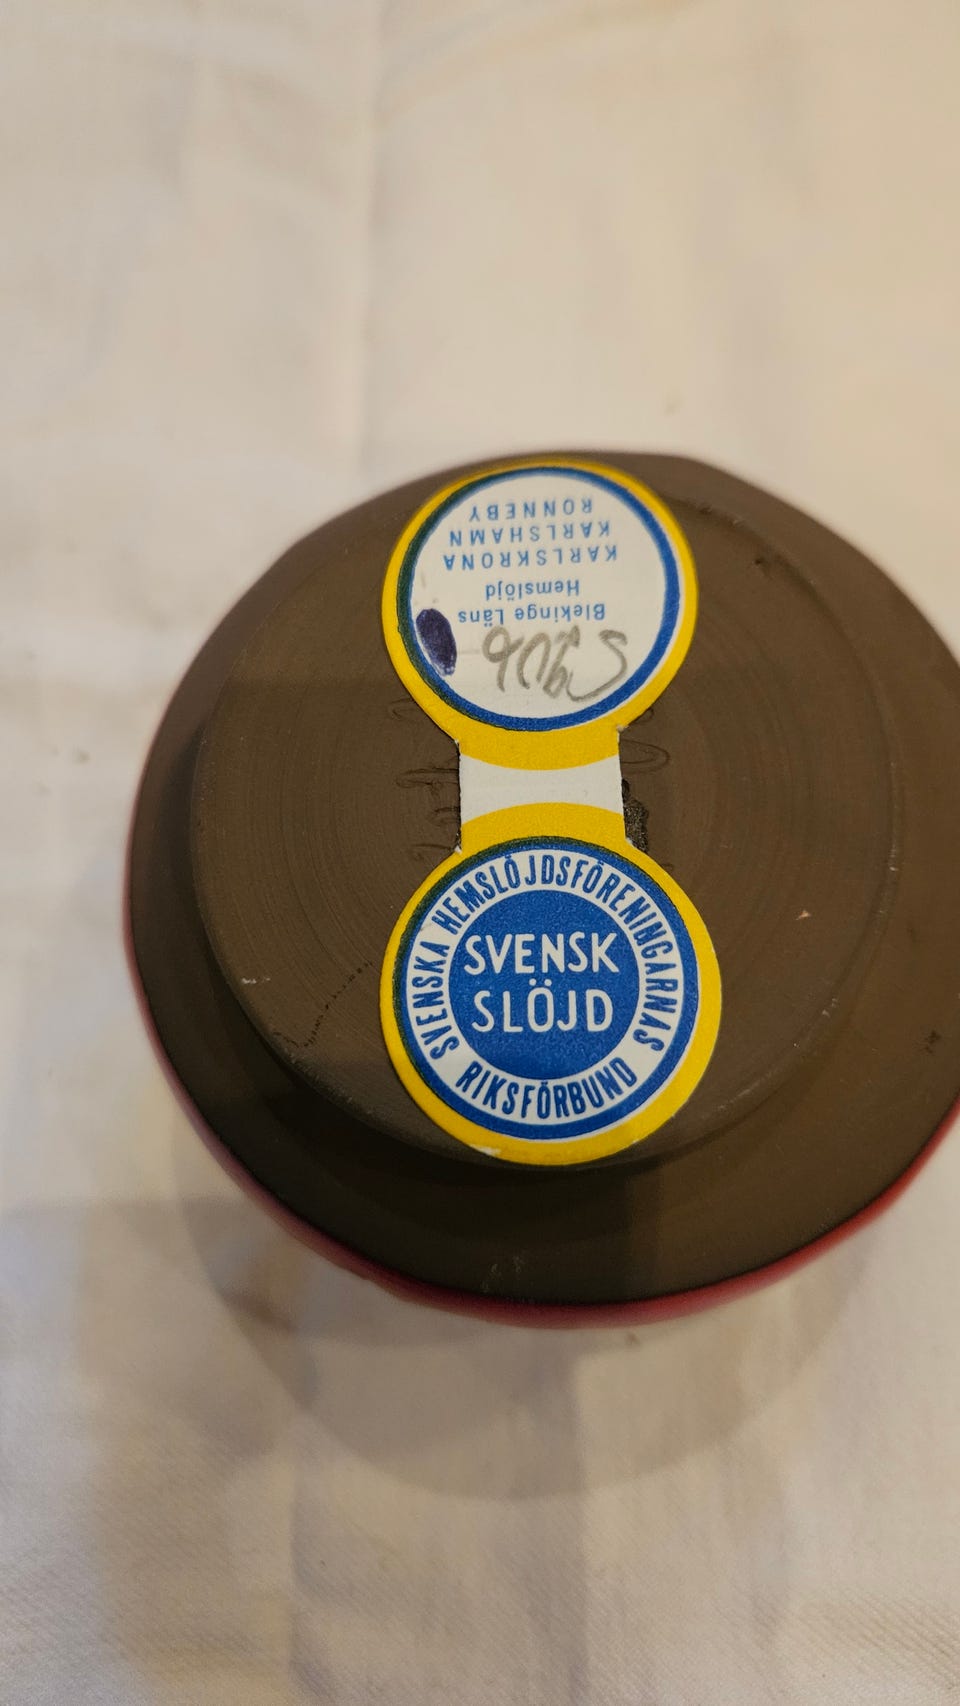 Blekinge Läns
Hemslöjd
KARLSKRONA
KARLSHAMN
RONNEBY
SVENSKA HEMSLÖJDSFÖRENINGARNAS
RIKSFÖRBUND
SVENSK
SLÖJD